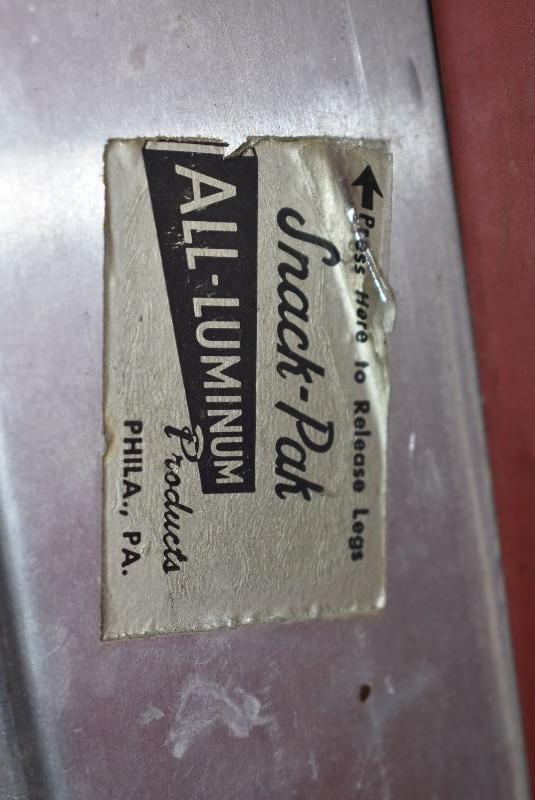 Press Here to Release Legs
Snack-Pak
ALL-LUMINUM
Products
PHILA., PA.